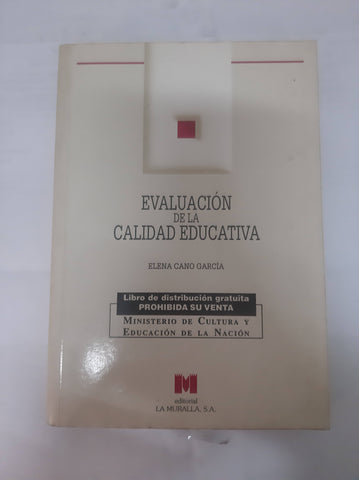 EVALUACIÓN
DE LA
CALIDAD EDUCATIVA
ELENA CANO GARCÍA
Libro de distribución gratuita
PROHIBIDA SU VENTA
MINISTERIO DE CULTURA Y
EDUCACIÓN DE LA NACIÓN
editorial
LA MURALLA, S.A.